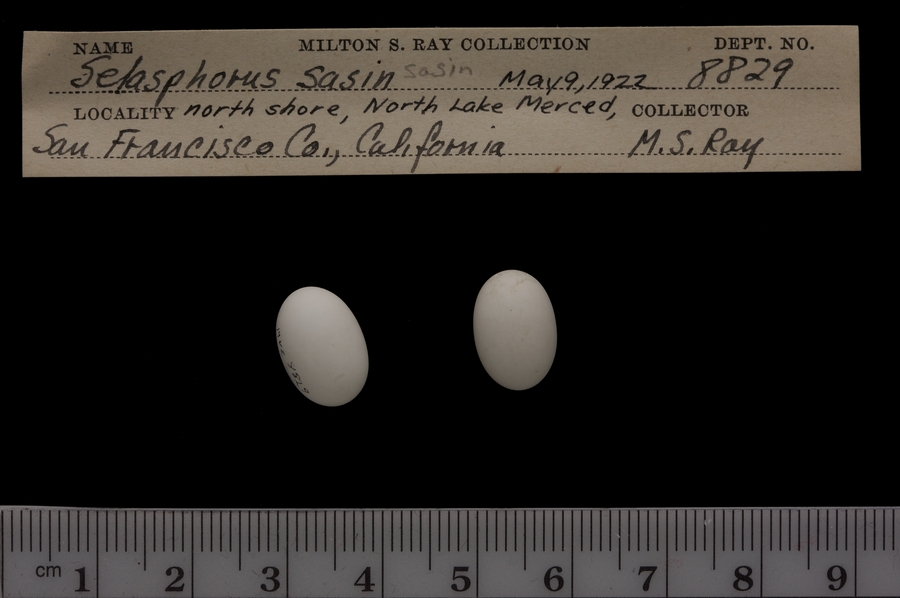 NAME MILTON S. RAY COLLECTION DEPT. NO.
Selasphorus sasin sasin May 9, 1922 8829
LOCALITY north shore, North Lake Merced, COLLECTOR
San Francisco Co., California M.S. Ray
cm 1 2 3 4 5 6 7 8 9